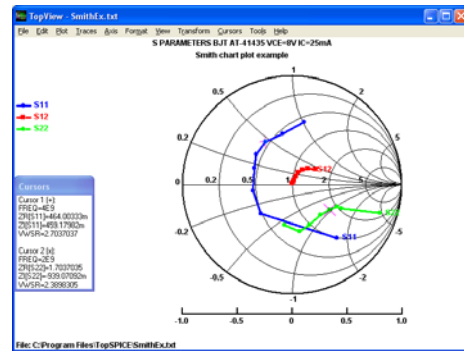 TopView - SmithEx.txt
File Edit Plot Traces Axis Format View Transform Cursors Tools Help
S PARAMETERS BJT AT-41435 VCE=8V IC=25mA
Smith chart plot example
S11
S12
S22
1
0.5
2
0.2
5
0
0.2
0.5
1
2
5
S12
S22
S11
-0.2
-5
-0.5
-2
-1
Cursors
Cursor 1 [+]:
FREQ=4E9
ZR[S11]=464.00333m
ZI[S11]=459.17982m
VWSR=2.7037037
Cursor 2 [x]:
FREQ=2E9
ZR[S22]=1.7037035
ZI[S22]=-939.07092m
VWSR=2.3898305
-1.0 -0.5 0.0 0.5 1.0
File: C:\Program Files\TopSPICE\SmithEx.txt